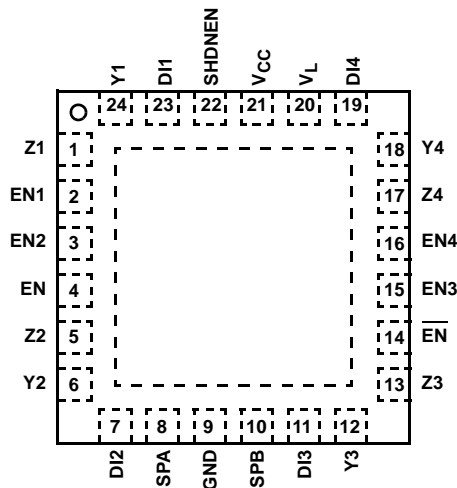 Y1 DI1 SHDNEN VCC VL DI4
24 23 22 21 20 19
Z1 1 18 Y4
EN1 2 17 Z4
EN2 3 16 EN4
EN 4 15 EN3
Z2 5 14 E̅N̅
Y2 6 13 Z3
7 8 9 10 11 12
DI2 SPA GND SPB DI3 Y3